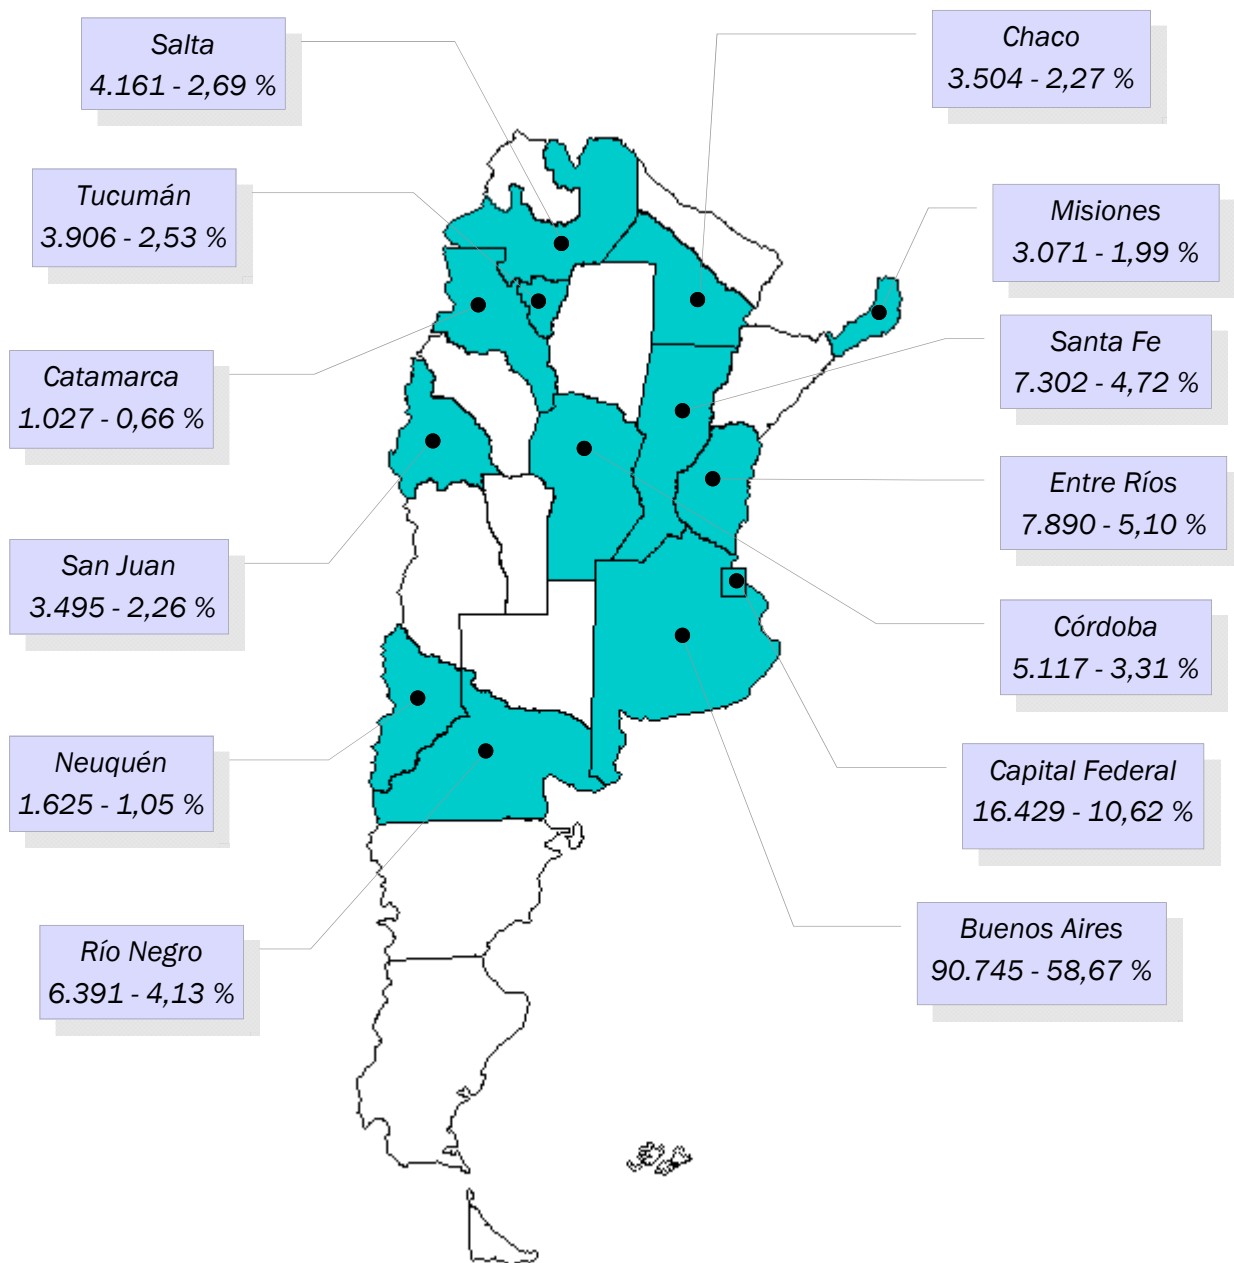 Salta
4.161 - 2,69 %
Chaco
3.504 - 2,27 %
Tucumán
3.906 - 2,53 %
Misiones
3.071 - 1,99 %
Catamarca
1.027 - 0,66 %
Santa Fe
7.302 - 4,72 %
Entre Ríos
7.890 - 5,10 %
San Juan
3.495 - 2,26 %
Córdoba
5.117 - 3,31 %
Neuquén
1.625 - 1,05 %
Capital Federal
16.429 - 10,62 %
Río Negro
6.391 - 4,13 %
Buenos Aires
90.745 - 58,67 %